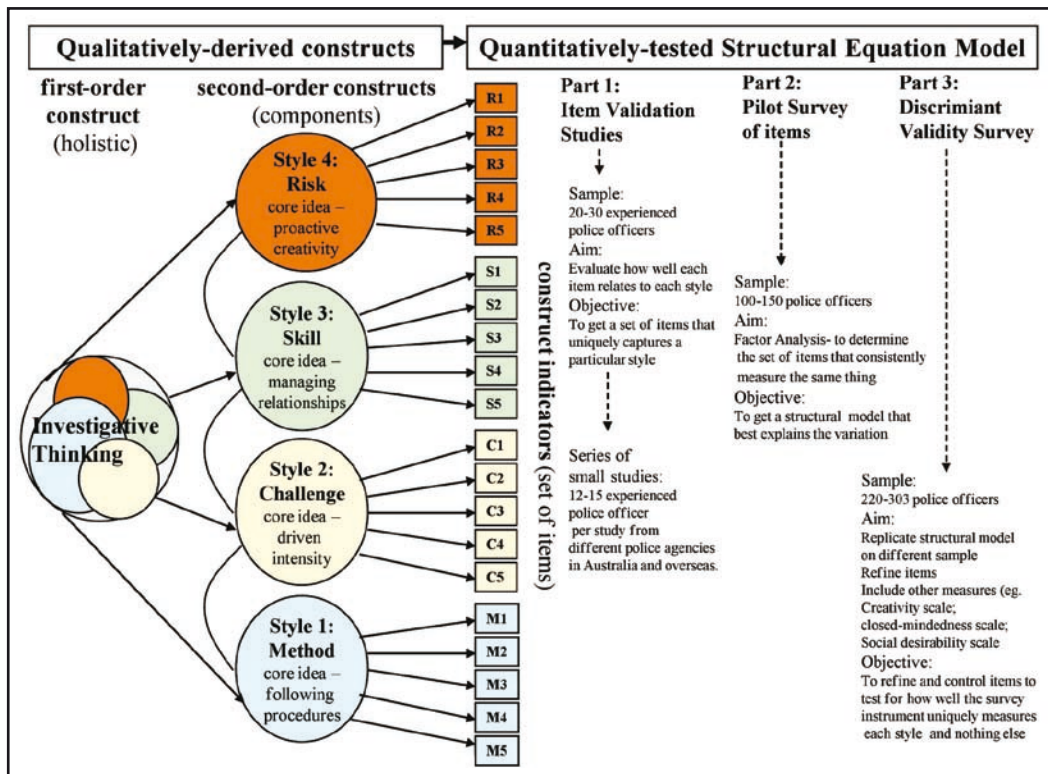 Qualitatively-derived constructs
Quantitatively-tested Structural Equation Model
first-order
construct
(holistic)
second-order constructs
(components)
Investigative
Thinking
Style 4:
Risk
core idea –
proactive
creativity
Style 3:
Skill
core idea –
managing
relationships
Style 2:
Challenge
core idea –
driven
intensity
Style 1:
Method
core idea –
following
procedures
R1
R2
R3
R4
R5
S1
S2
S3
S4
S5
C1
C2
C3
C4
C5
M1
M2
M3
M4
M5
construct indicators (set of items)
Part 1:
Item Validation
Studies
Sample:
20-30 experienced
police officers
Aim:
Evaluate how well each
item relates to each style
Objective:
To get a set of items that
uniquely captures a
particular style
Series of
small studies:
12-15 experienced
police officer
per study from
different police agencies
in Australia and overseas.
Part 2:
Pilot Survey
of items
Sample:
100-150 police officers
Aim:
Factor Analysis- to determine
the set of items that consistently
measure the same thing
Objective:
To get a structural model that
best explains the variation
Part 3:
Discrimiant
Validity Survey
Sample:
220-303 police officers
Aim:
Replicate structural model
on different sample
Refine items
Include other measures (eg.
Creativity scale;
closed-mindedness scale;
Social desirability scale
Objective:
To refine and control items to
test for how well the survey
instrument uniquely measures
each style and nothing else